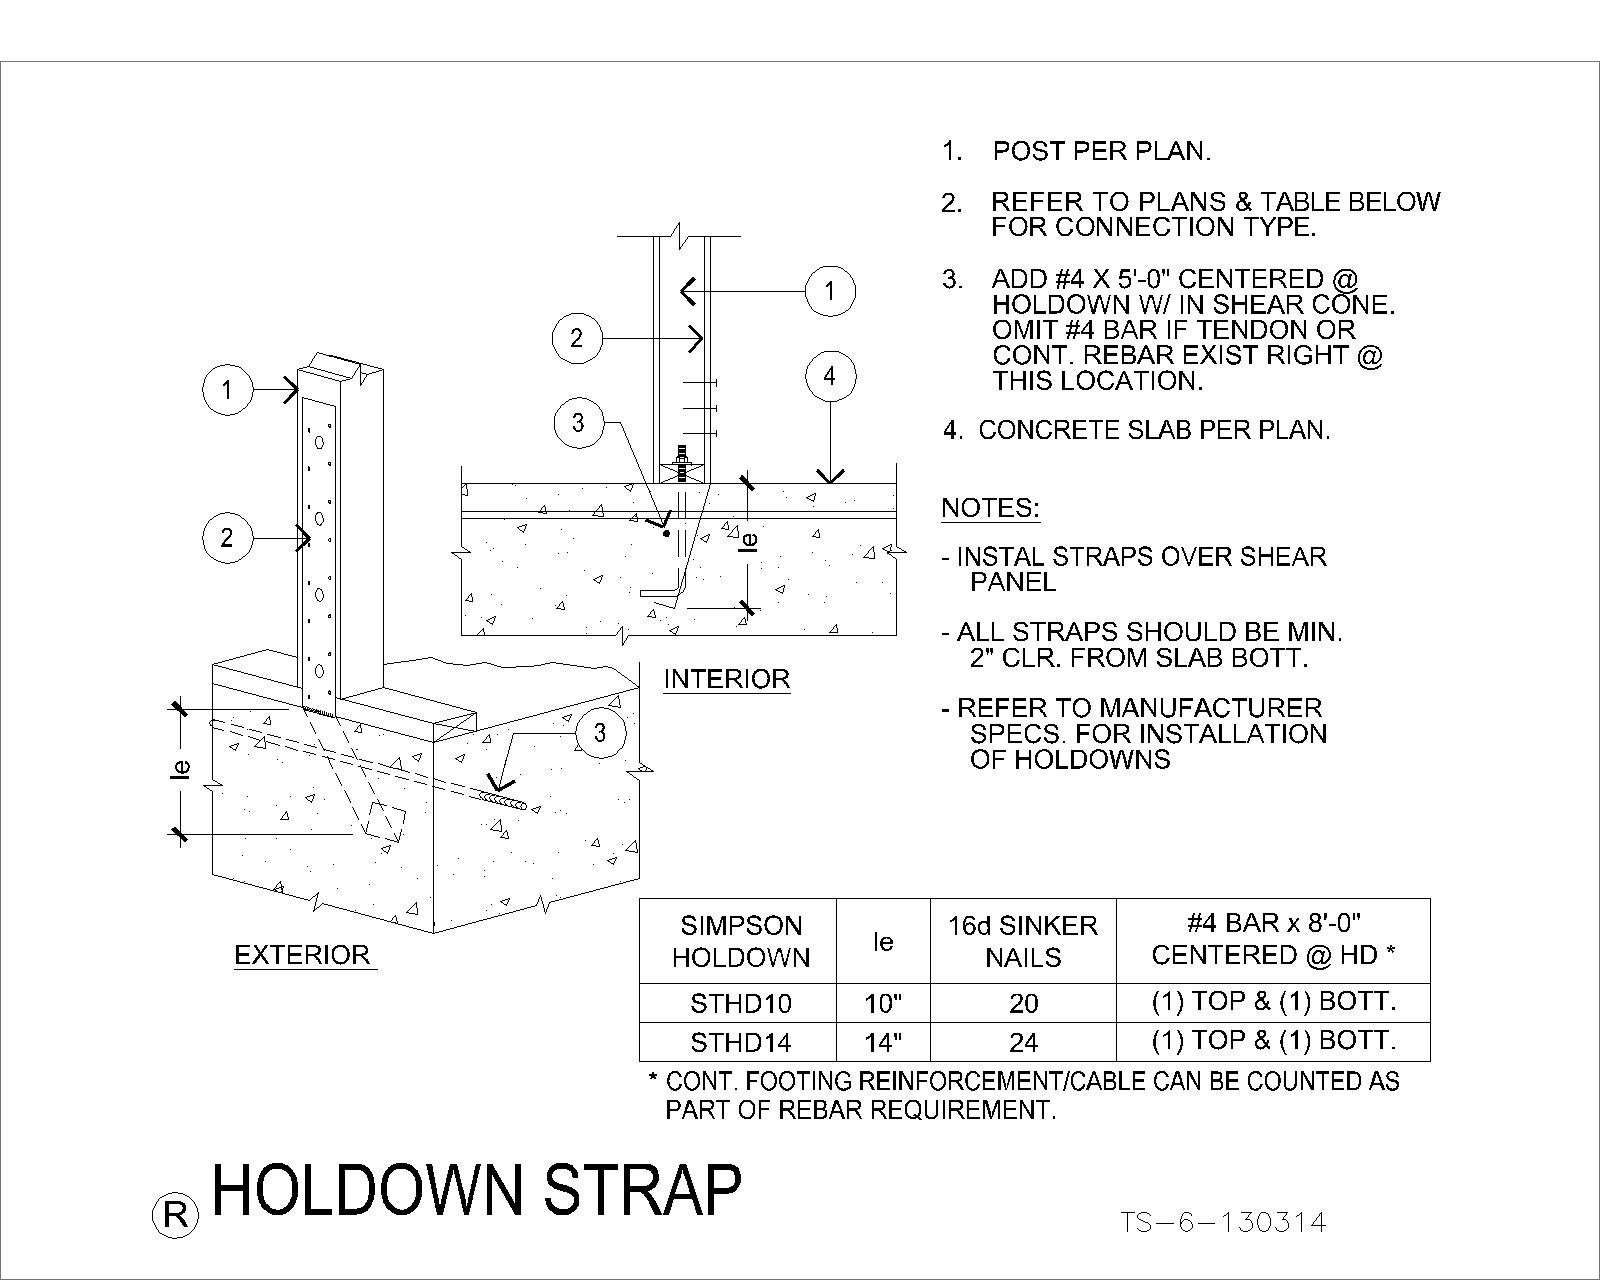 1. POST PER PLAN.
2. REFER TO PLANS & TABLE BELOW
FOR CONNECTION TYPE.
3. ADD #4 X 5'-0" CENTERED @
HOLDOWN W/ IN SHEAR CONE.
OMIT #4 BAR IF TENDON OR
CONT. REBAR EXIST RIGHT @
THIS LOCATION.
4. CONCRETE SLAB PER PLAN.
NOTES:
- INSTAL STRAPS OVER SHEAR
PANEL
- ALL STRAPS SHOULD BE MIN.
2" CLR. FROM SLAB BOTT.
- REFER TO MANUFACTURER
SPECS. FOR INSTALLATION
OF HOLDOWNS
1
2
3
4
le
INTERIOR
1
2
3
le
EXTERIOR
SIMPSON HOLDOWN le 16d SINKER NAILS #4 BAR x 8'-0" CENTERED @ HD *
STHD10 10" 20 (1) TOP & (1) BOTT.
STHD14 14" 24 (1) TOP & (1) BOTT.
* CONT. FOOTING REINFORCEMENT/CABLE CAN BE COUNTED AS
PART OF REBAR REQUIREMENT.
R HOLDOWN STRAP
TS-6-130314